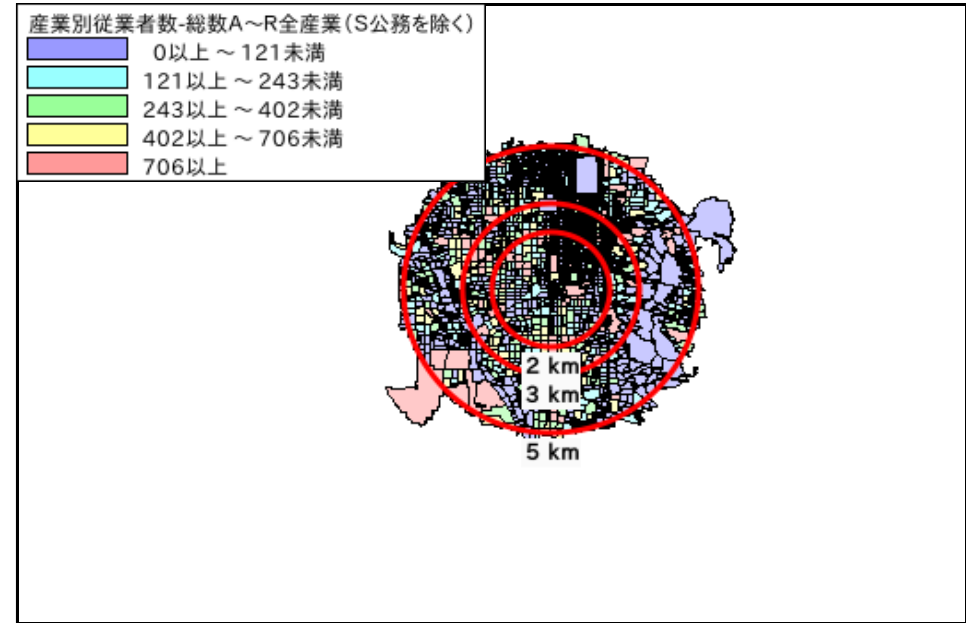 産業別従業者数-総数A～R全産業(S公務を除く)
0以上 ～ 121未満
121以上 ～ 243未満
243以上 ～ 402未満
402以上 ～ 706未満
706以上
2 km
3 km
5 km